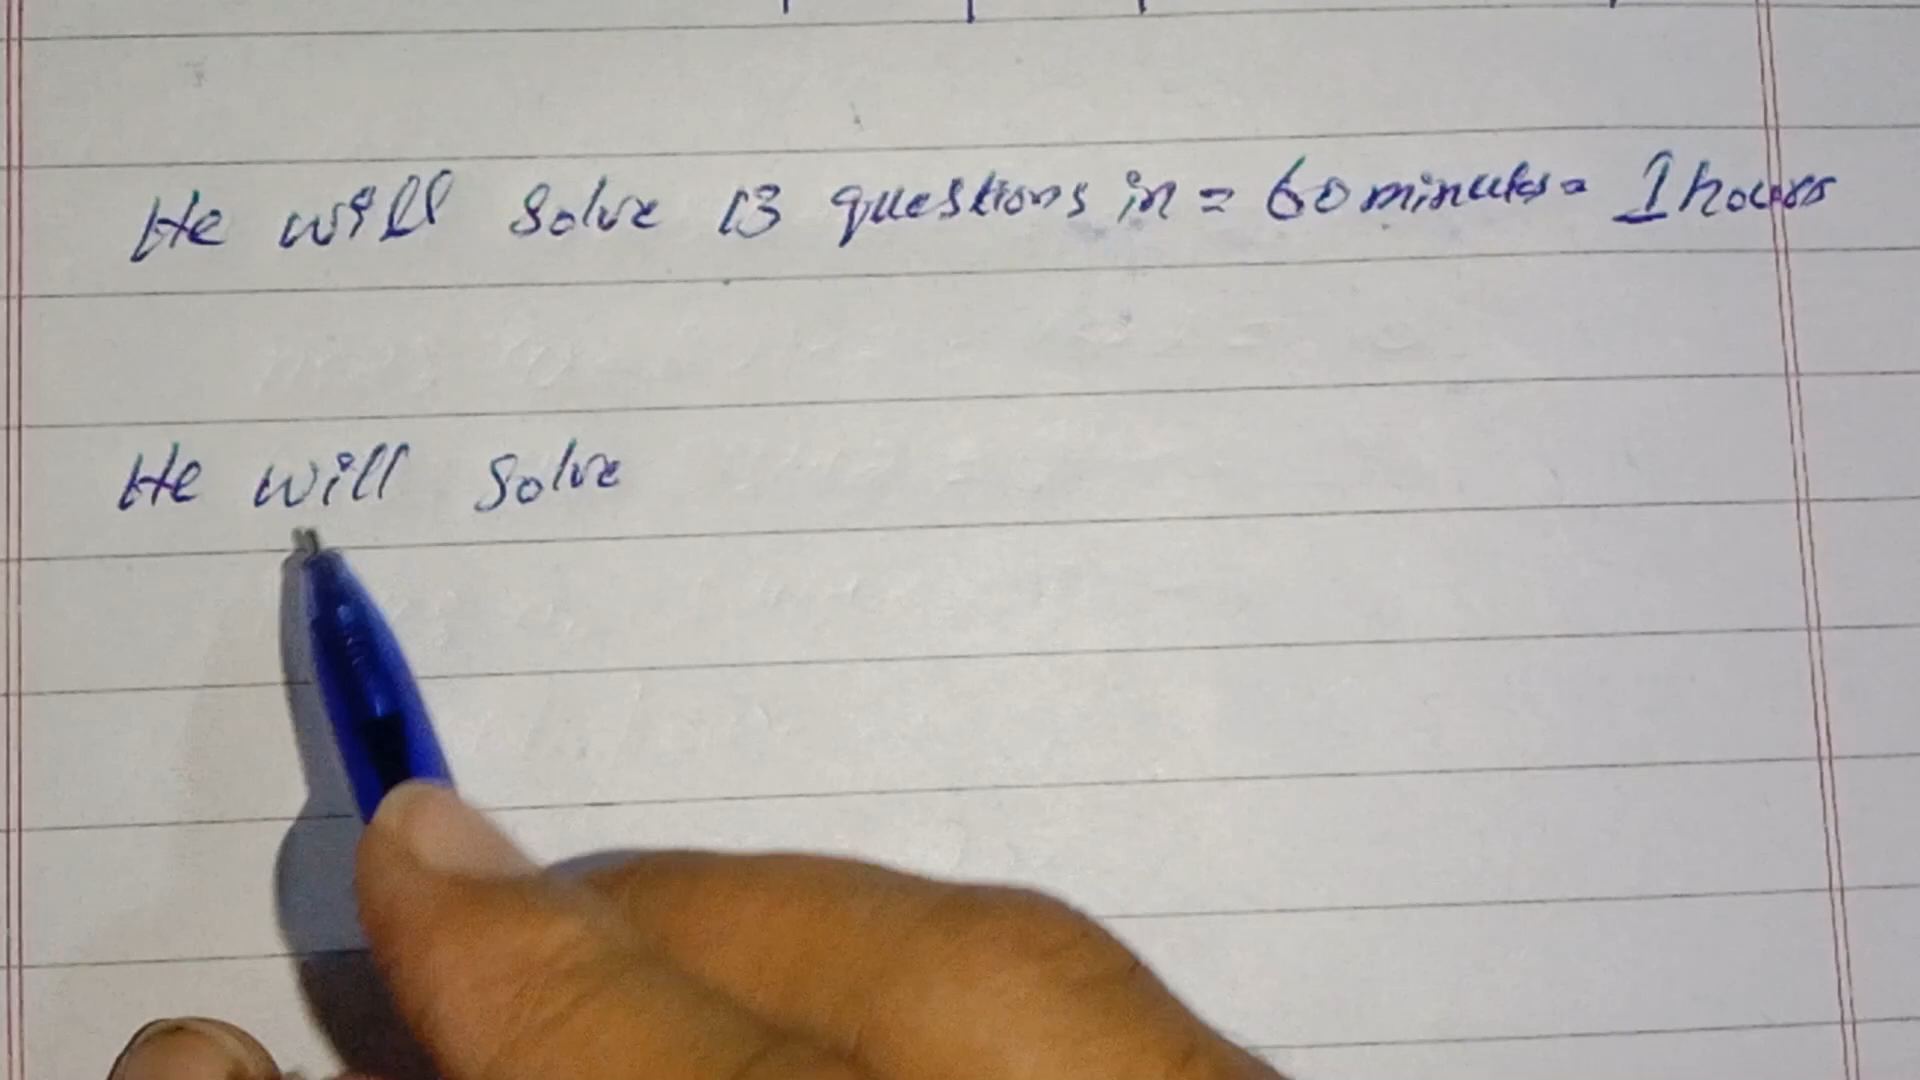 He will solve 13 questions in = 60 minutes = 1 hours
He will solve